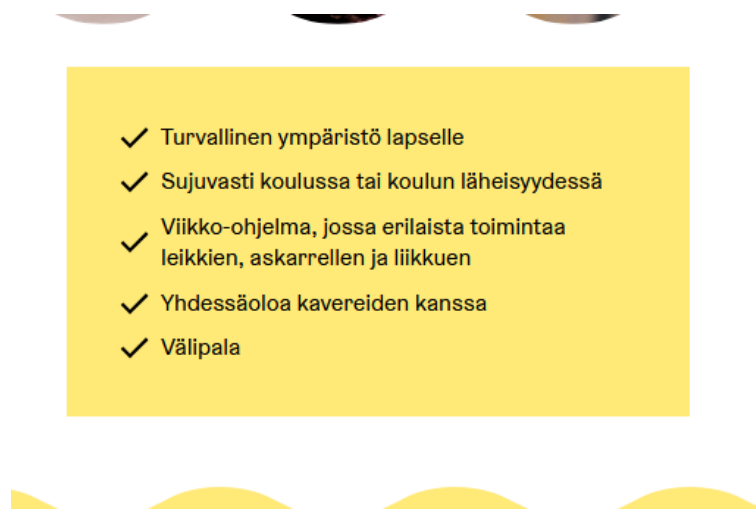 Turvallinen ympäristö lapselle
Sujuvasti koulussa tai koulun läheisyydessä
Viikko-ohjelma, jossa erilaista toimintaa
leikkien, askarrellen ja liikkuen
Yhdessäoloa kavereiden kanssa
Välipala